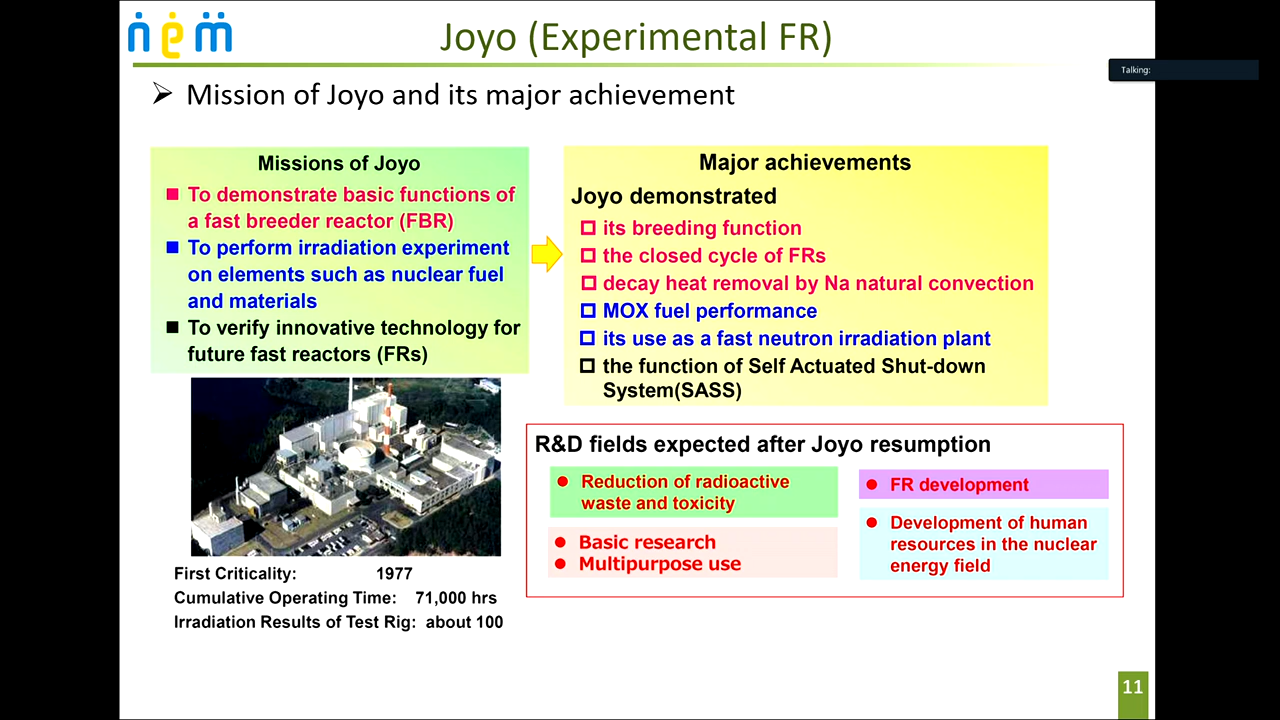 nem
Joyo (Experimental FR)
Talking:
Mission of Joyo and its major achievement
Missions of Joyo
To demonstrate basic functions of
a fast breeder reactor (FBR)
To perform irradiation experiment
on elements such as nuclear fuel
and materials
To verify innovative technology for
future fast reactors (FRs)
Major achievements
Joyo demonstrated
its breeding function
the closed cycle of FRs
decay heat removal by Na natural convection
MOX fuel performance
its use as a fast neutron irradiation plant
the function of Self Actuated Shut-down
System(SASS)
First Criticality: 1977
Cumulative Operating Time: 71,000 hrs
Irradiation Results of Test Rig: about 100
R&D fields expected after Joyo resumption
Reduction of radioactive
waste and toxicity
Basic research
Multipurpose use
FR development
Development of human
resources in the nuclear
energy field
11